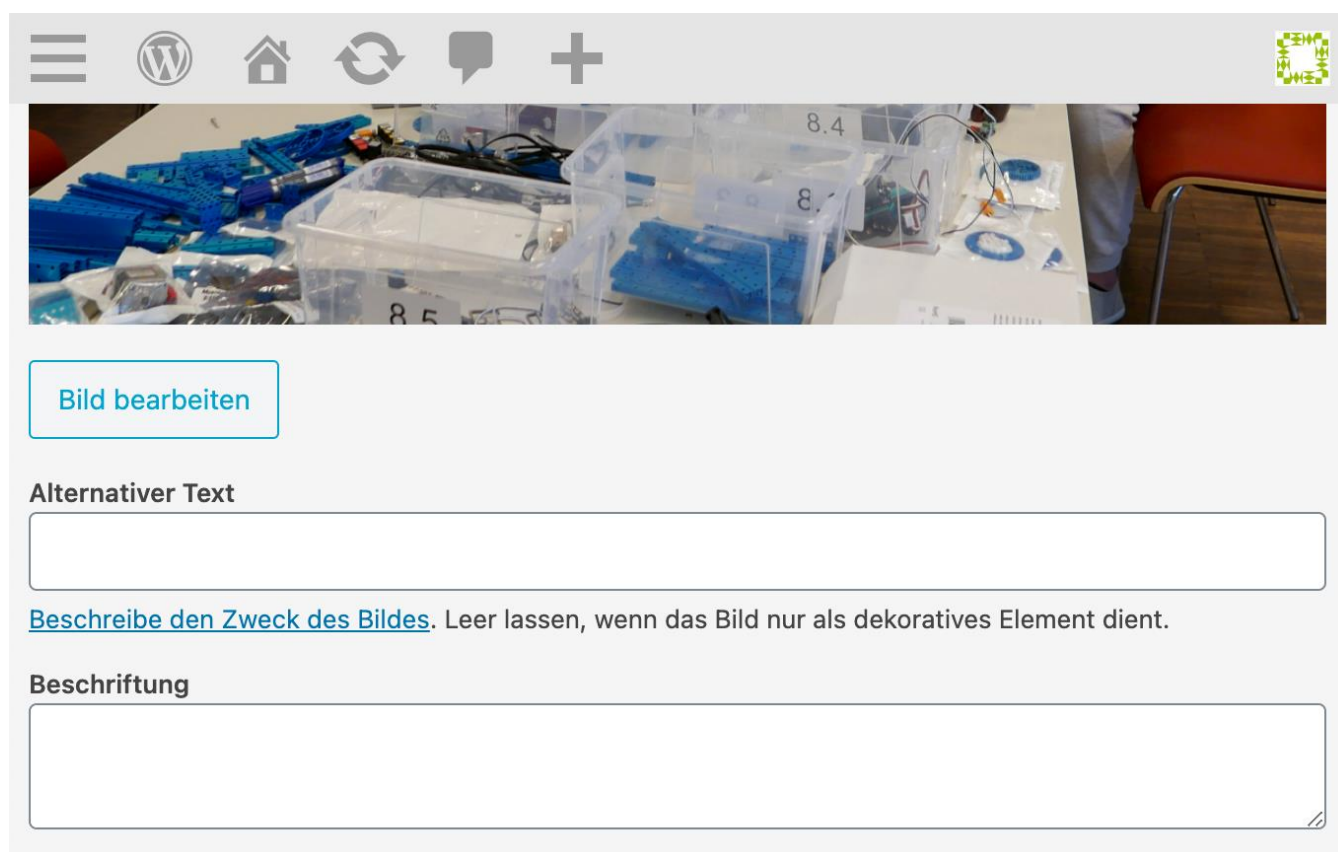 8.4
8.5
Bild bearbeiten
Alternativer Text
Beschreibe den Zweck des Bildes. Leer lassen, wenn das Bild nur als dekoratives Element dient.
Beschriftung